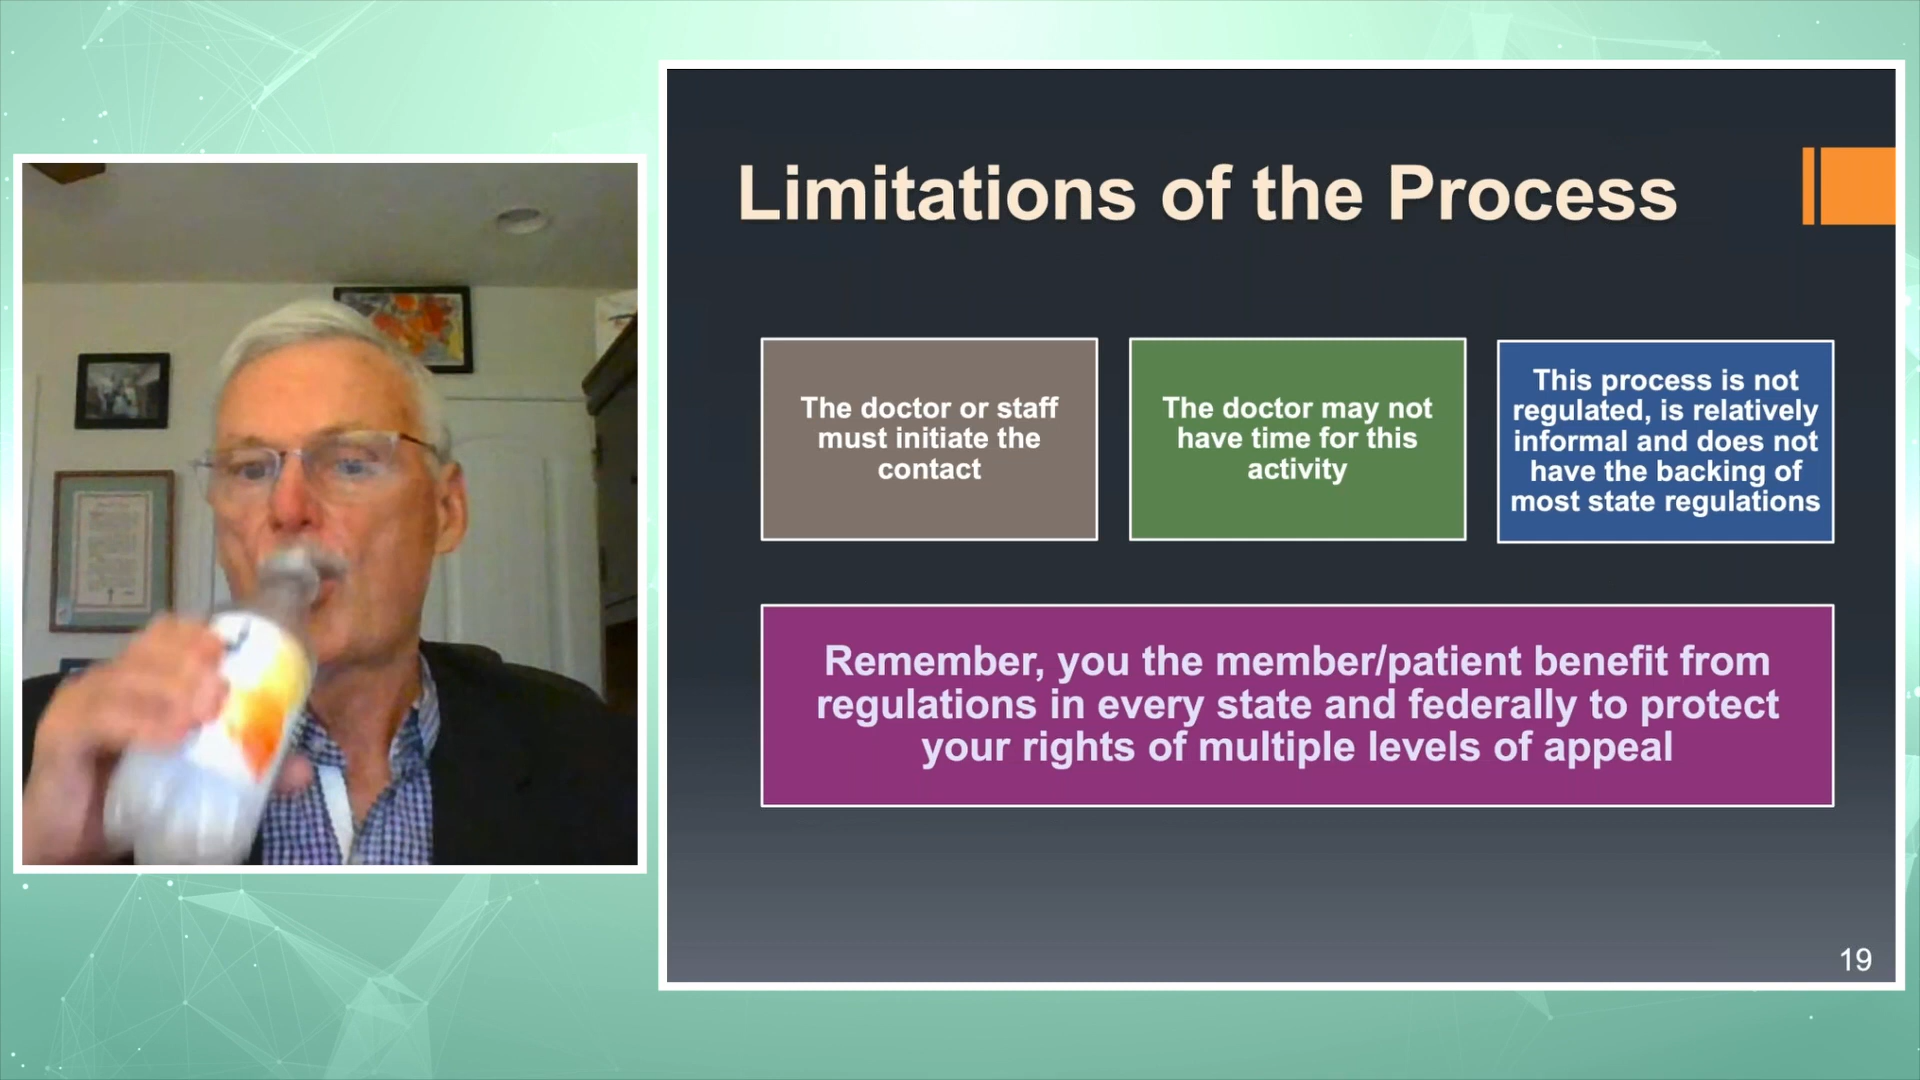 Limitations of the Process
The doctor or staff
must initiate the
contact
The doctor may not
have time for this
activity
This process is not
regulated, is relatively
informal and does not
have the backing of
most state regulations
Remember, you the member/patient benefit from
regulations in every state and federally to protect
your rights of multiple levels of appeal
19